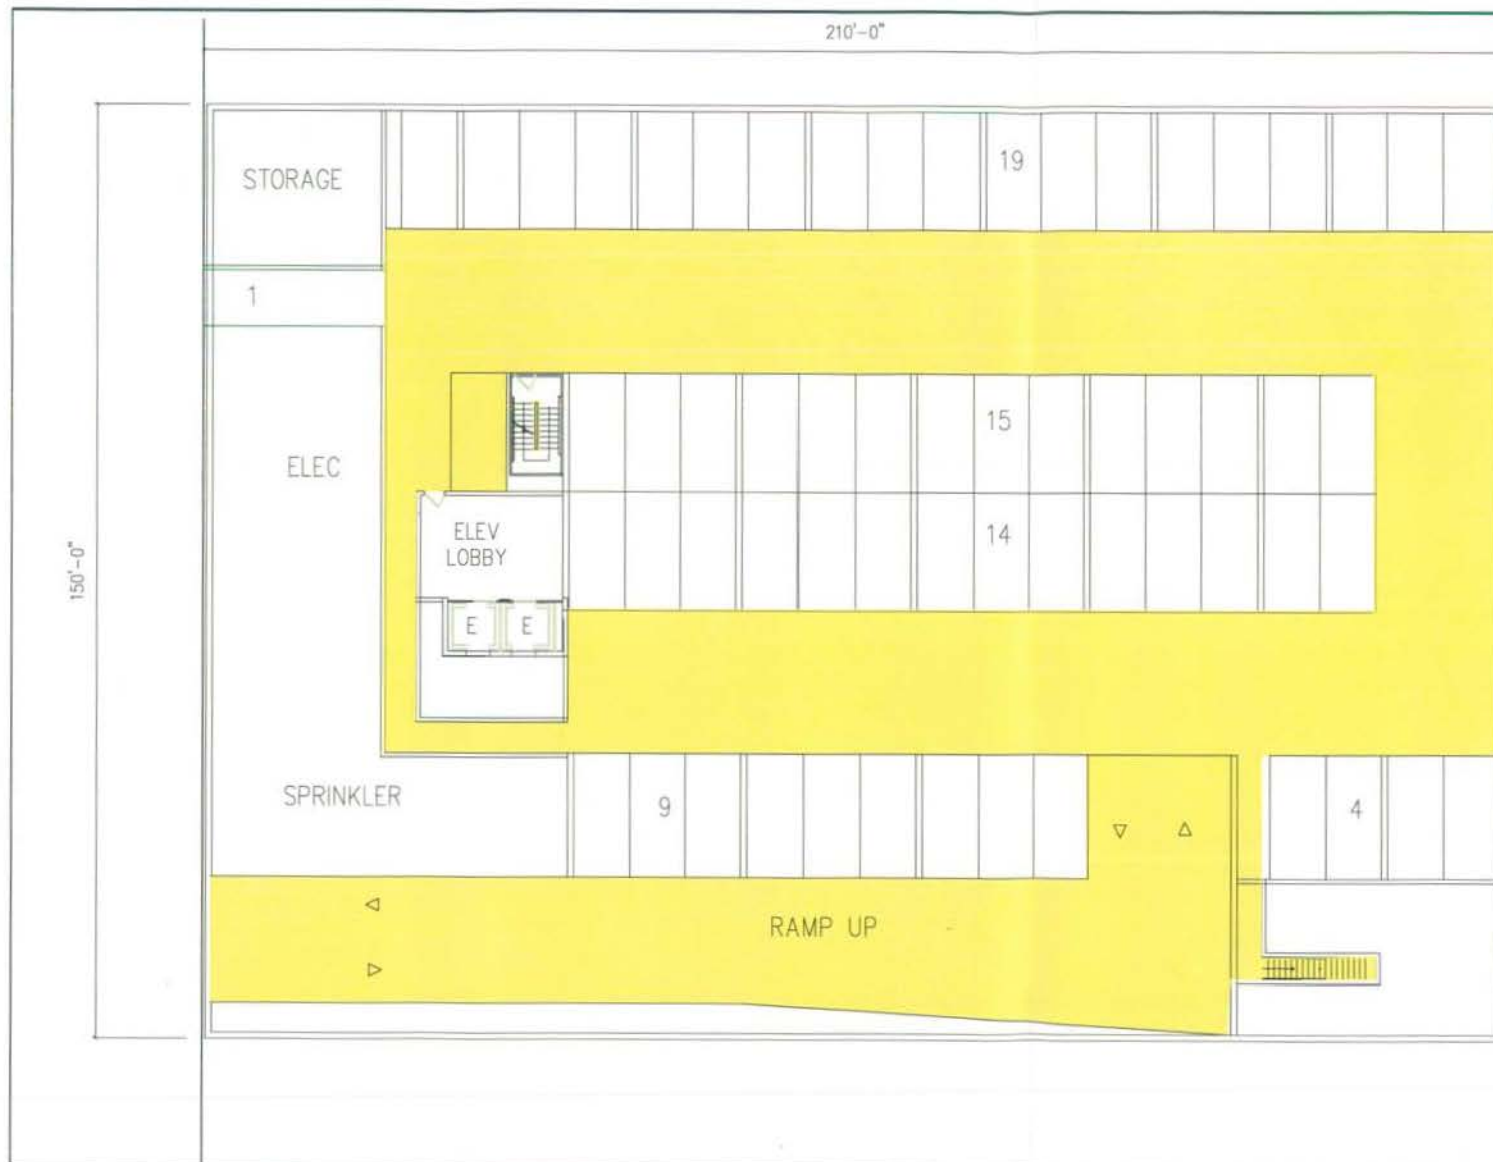 210'-0"
19
STORAGE
1
15
ELEC
ELEV
LOBBY
14
150'-0"
E E
SPRINKLER
9
4
RAMP UP